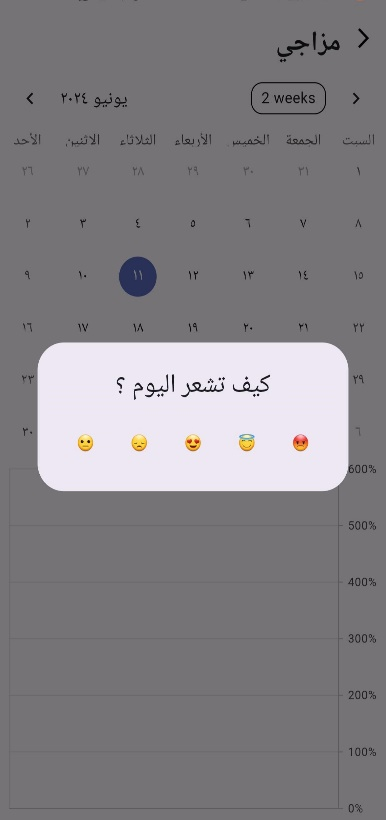 مزاجي
يونيو ٢٠٢٤
2 weeks
الأحد الاثنين الثلاثاء الأربعاء الخميس الجمعة السبت
٢٦ ٢٧ ٢٨ ٢٩ ٣٠ ٣١ ١
٢ ٣ ٤ ٥ ٦ ٧ ٨
٩ ١٠ ١١ ١٢ ١٣ ١٤ ١٥
١٦ ١٧ ١٨ ١٩ ٢٠ ٢١ ٢٢
٢٣ ٢٩
٣٠ ٦
كيف تشعر اليوم ؟
600%
500%
400%
300%
200%
100%
0%